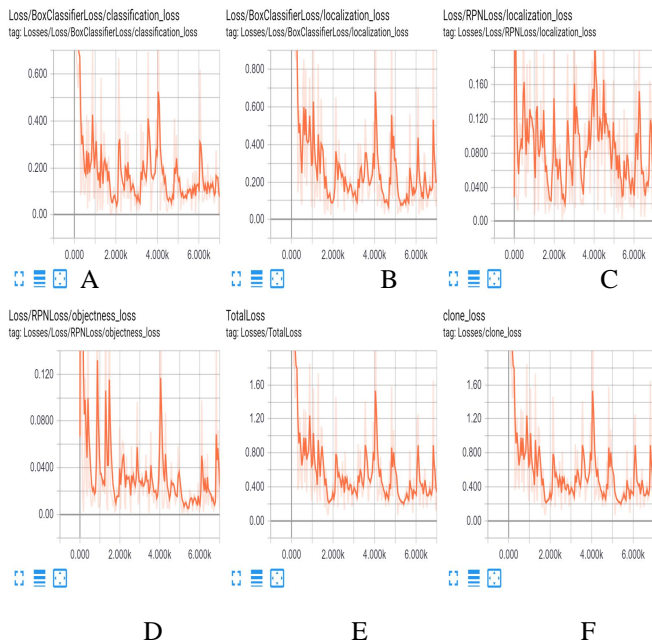 Loss/BoxClassifierLoss/classification_loss
tag: Losses/Loss/BoxClassifierLoss/classification_loss
0.600
0.400
0.200
0.00
0.000 2.000k 4.000k 6.000k
A
Loss/BoxClassifierLoss/localization_loss
tag: Losses/Loss/BoxClassifierLoss/localization_loss
0.800
0.600
0.400
0.200
0.00
0.000 2.000k 4.000k 6.000k
B
Loss/RPNLoss/localization_loss
tag: Losses/Loss/RPNLoss/localization_loss
0.160
0.120
0.0800
0.0400
0.00
0.000 2.000k 4.000k 6.000k
C
Loss/RPNLoss/objectness_loss
tag: Losses/Loss/RPNLoss/objectness_loss
0.120
0.0800
0.0400
0.00
0.000 2.000k 4.000k 6.000k
D
TotalLoss
tag: Losses/TotalLoss
1.60
1.20
0.800
0.400
0.00
0.000 2.000k 4.000k 6.000k
E
clone_loss
tag: Losses/clone_loss
1.60
1.20
0.800
0.400
0.00
0.000 2.000k 4.000k 6.000k
F